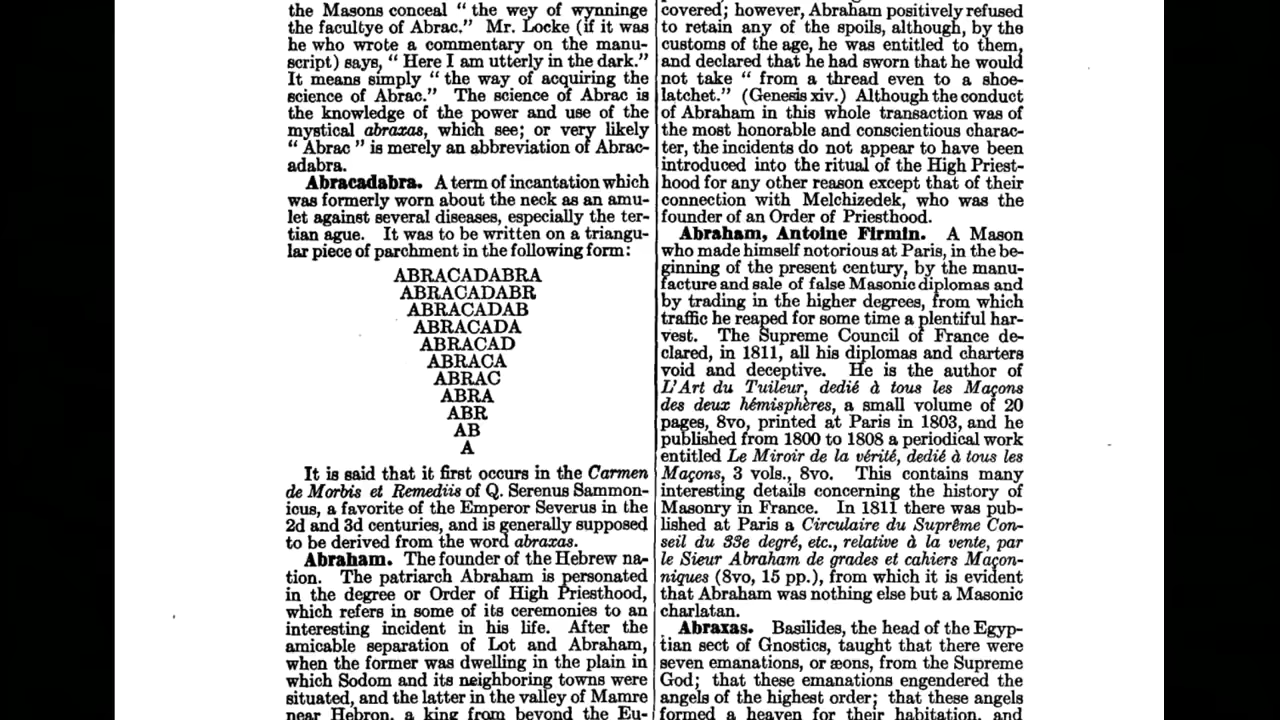 the Masons conceal “ the wey of wynninge
the facultye of Abrac.” Mr. Locke (if it was
he who wrote a commentary on the manu-
script) says, “ Here I am utterly in the dark.”
It means simply “ the way of acquiring the
science of Abrac.” The science of Abrac is
the knowledge of the power and use of the
mystical abraxas, which see; or very likely
“ Abrac ” is merely an abbreviation of Abrac-
adabra.
Abracadabra. A term of incantation which
was formerly worn about the neck as an amu-
let against several diseases, especially the ter-
tian ague. It was to be written on a triangu-
lar piece of parchment in the following form:
ABRACADABRA
ABRACADABR
ABRACADAB
ABRACADA
ABRACAD
ABRACA
ABRAC
ABRA
ABR
AB
A
It is said that it first occurs in the Carmen
de Morbis et Remediis of Q. Serenus Sammon-
icus, a favorite of the Emperor Severus in the
2d and 3d centuries, and is generally supposed
to be derived from the word abraxas.
Abraham. The founder of the Hebrew na-
tion. The patriarch Abraham is personated
in the degree or Order of High Priesthood,
which refers in some of its ceremonies to an
interesting incident in his life. After the
amicable separation of Lot and Abraham,
when the former was dwelling in the plain in
which Sodom and its neighboring towns were
situated, and the latter in the valley of Mamre
near Hebron, a king from beyond the Eu-
covered; however, Abraham positively refused
to retain any of the spoils, although, by the
customs of the age, he was entitled to them,
and declared that he had sworn that he would
not take “ from a thread even to a shoe-
latchet.” (Genesis xiv.) Although the conduct
of Abraham in this whole transaction was of
the most honorable and conscientious charac-
ter, the incidents do not appear to have been
introduced into the ritual of the High Priest-
hood for any other reason except that of their
connection with Melchizedek, who was the
founder of an Order of Priesthood.
Abraham, Antoine Firmin. A Mason
who made himself notorious at Paris, in the be-
ginning of the present century, by the manu-
facture and sale of false Masonic diplomas and
by trading in the higher degrees, from which
traffic he reaped for some time a plentiful har-
vest. The Supreme Council of France de-
clared, in 1811, all his diplomas and charters
void and deceptive. He is the author of
L'Art du Tuileur, dedié à tous les Maçons
des deux hémisphères, a small volume of 20
pages, 8vo, printed at Paris in 1803, and he
published from 1800 to 1808 a periodical work
entitled Le Miroir de la vérité, dedié à tous les
Maçons, 3 vols., 8vo. This contains many
interesting details concerning the history of
Masonry in France. In 1811 there was pub-
lished at Paris a Circulaire du Suprême Con-
seil du 33e degré, etc., relative à la vente, par
le Sieur Abraham de grades et cahiers Maçon-
niques (8vo, 15 pp.), from which it is evident
that Abraham was nothing else but a Masonic
charlatan.
Abraxas. Basilides, the head of the Egyp-
tian sect of Gnostics, taught that there were
seven emanations, or æons, from the Supreme
God; that these emanations engendered the
angels of the highest order; that these angels
formed a heaven for their habitation, and